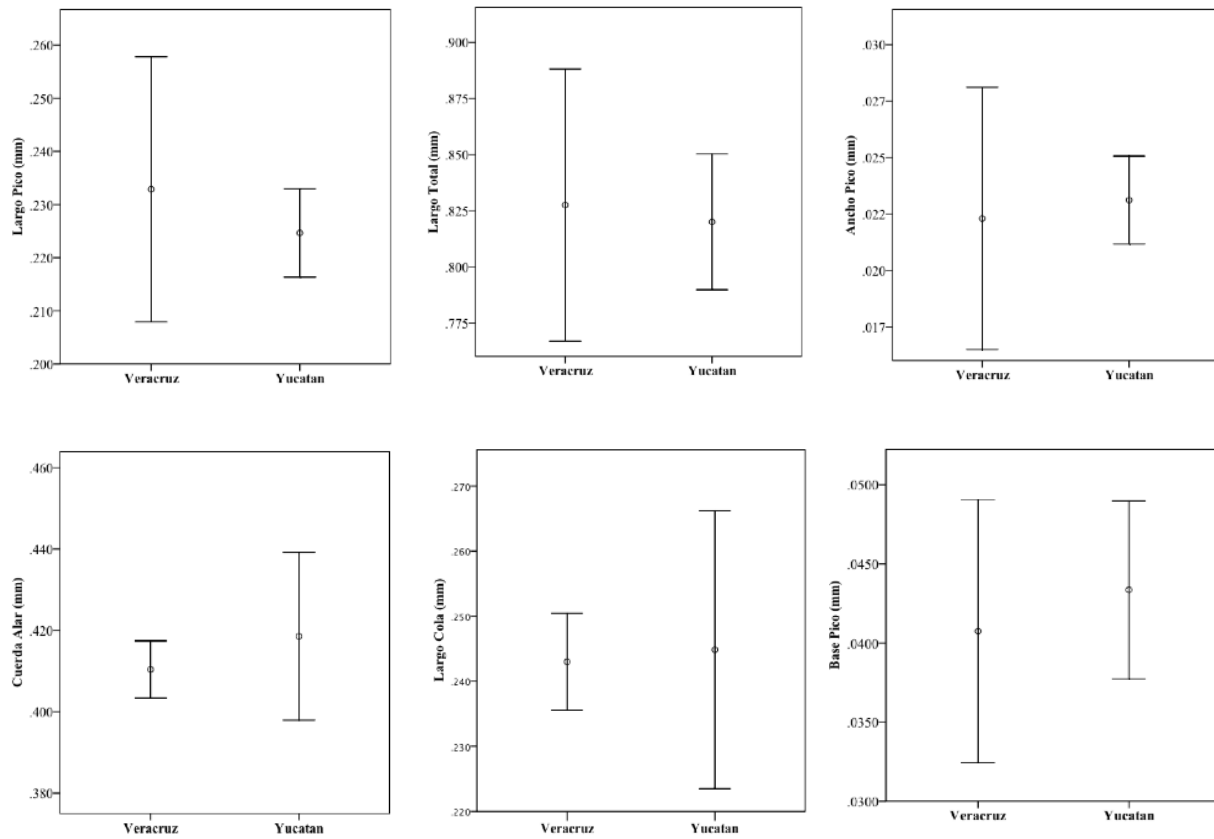 Largo Pico (mm)
.260
.250
.240
.230
.220
.210
.200
Veracruz Yucatan
Largo Total (mm)
.900
.875
.850
.825
.800
.775
Veracruz Yucatan
Ancho Pico (mm)
.030
.027
.025
.022
.020
.017
Veracruz Yucatan
Cuerda Alar (mm)
.460
.440
.420
.400
.380
Veracruz Yucatan
Largo Cola (mm)
.270
.260
.250
.240
.230
.220
Veracruz Yucatan
Base Pico (mm)
.0500
.0450
.0400
.0350
.0300
Veracruz Yucatan